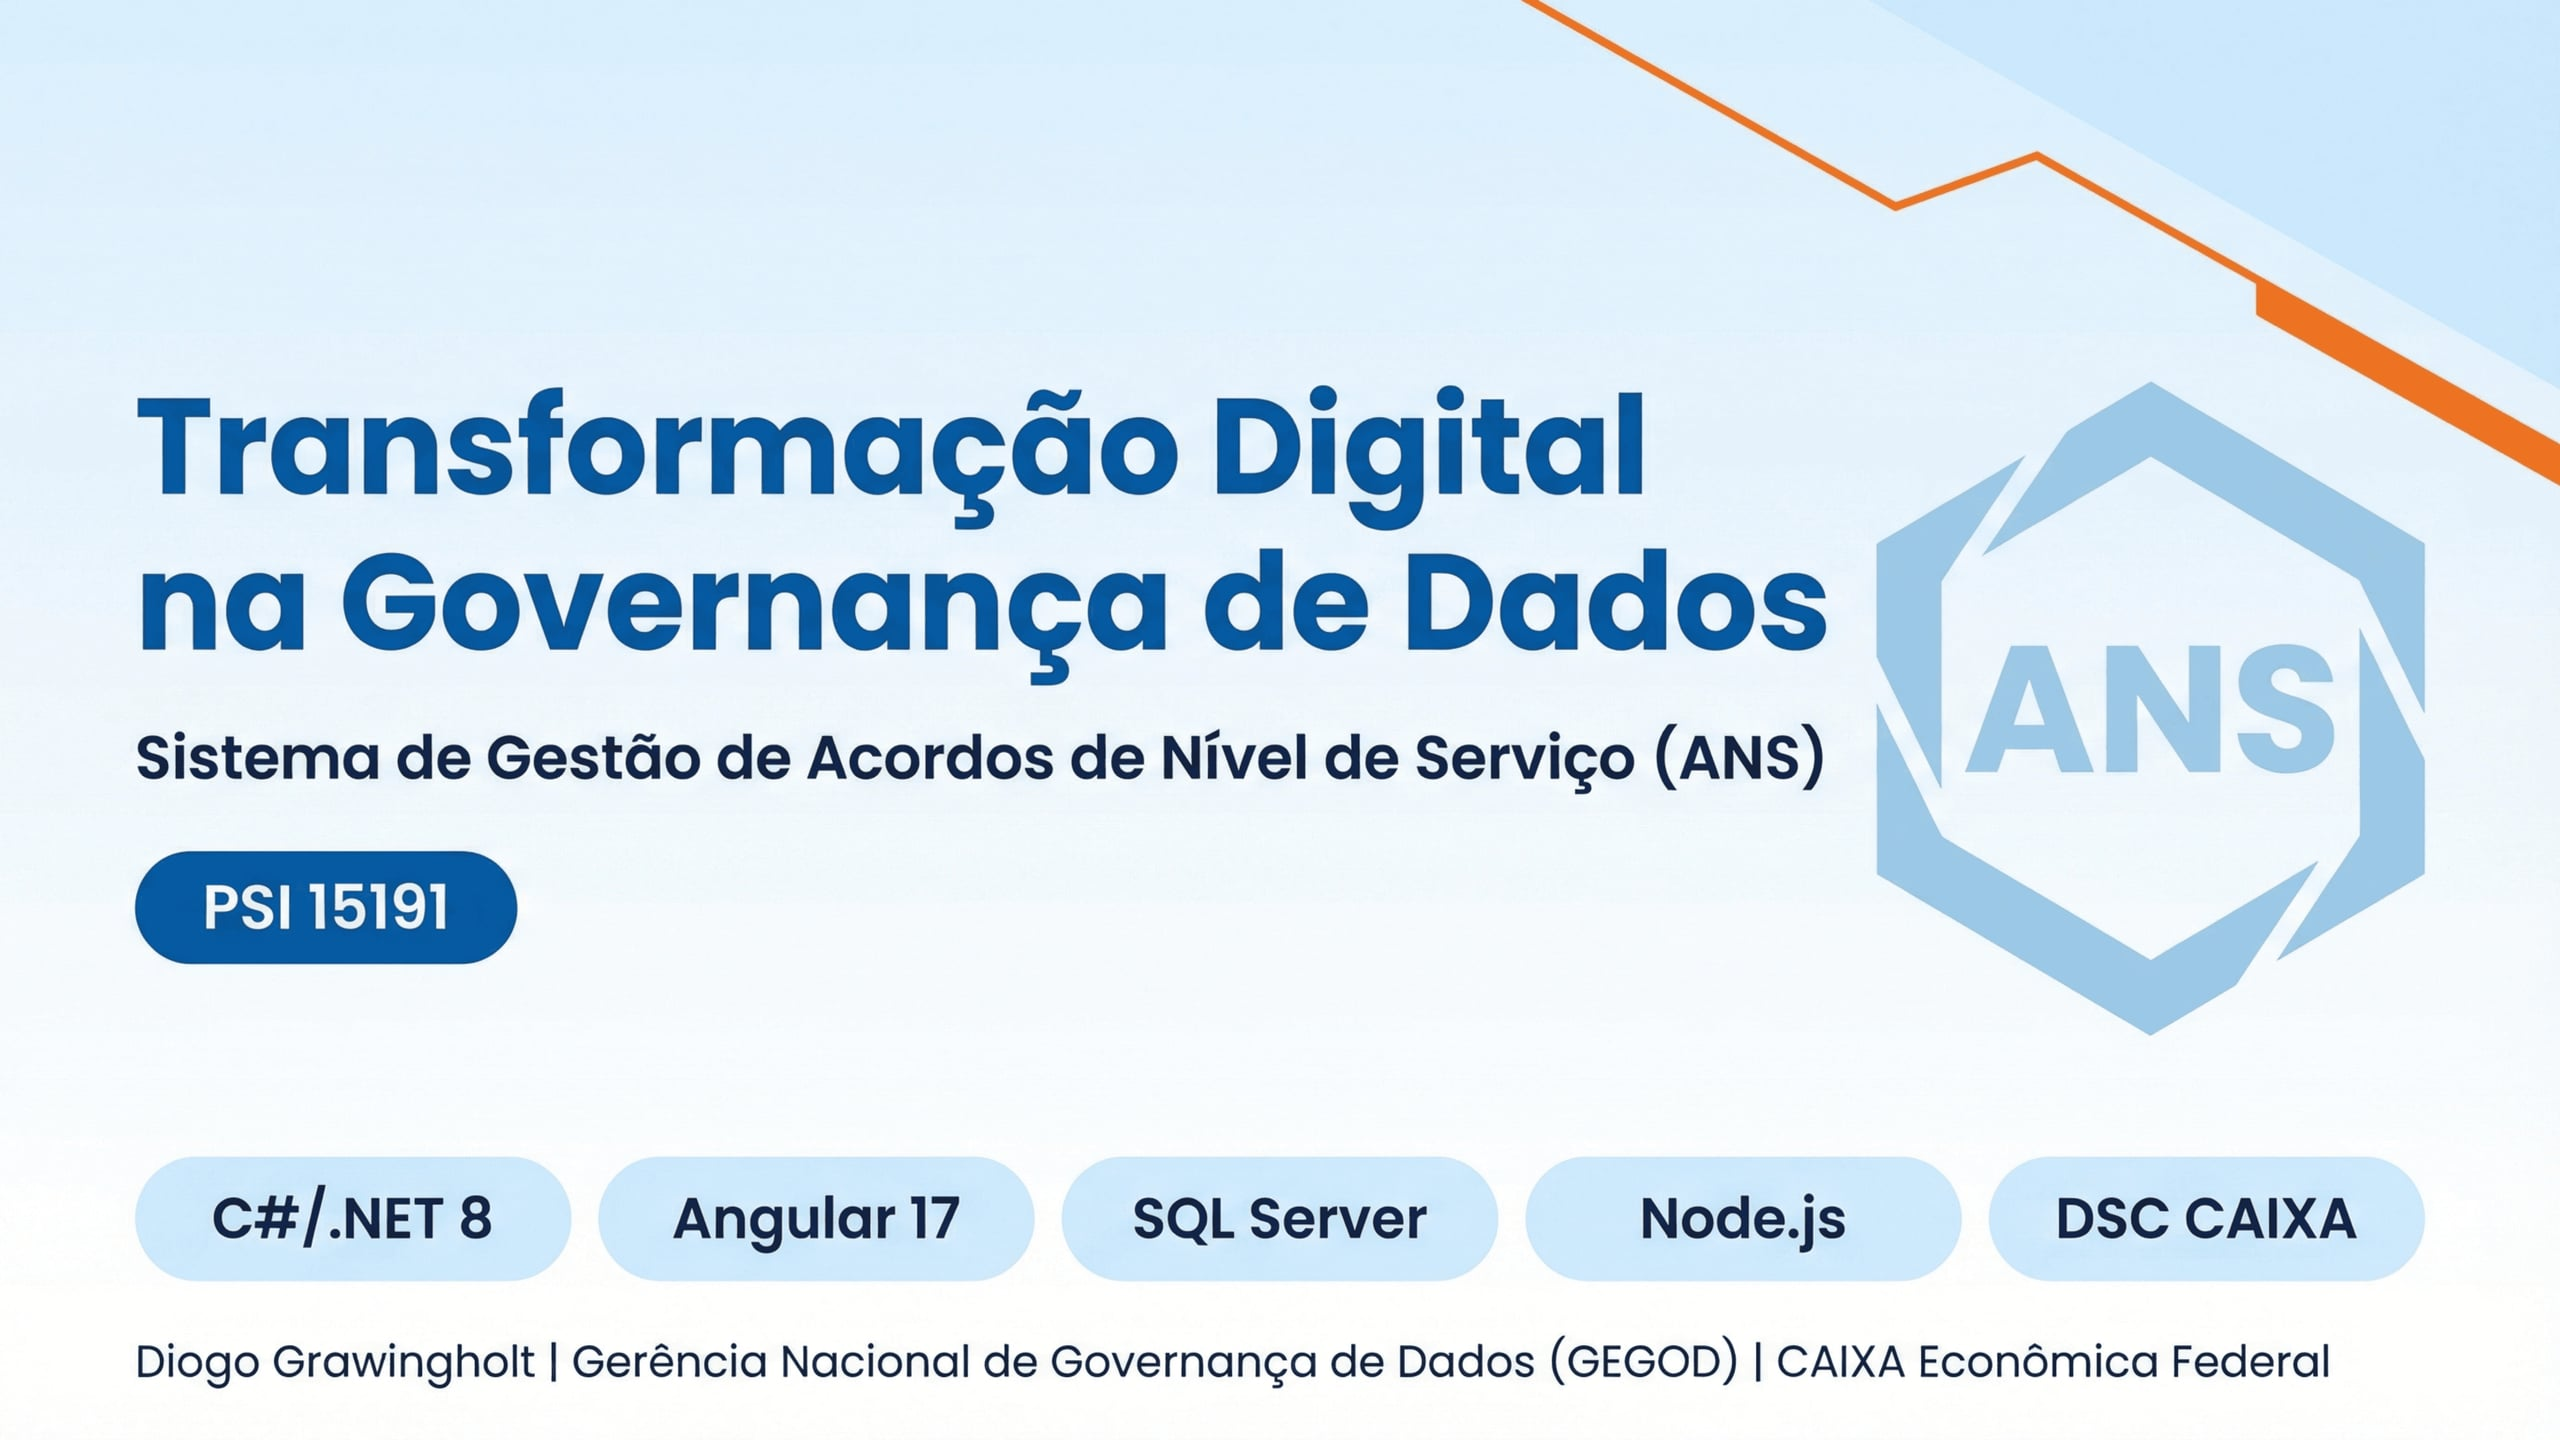 Transformação Digital
na Governança de Dados
Sistema de Gestão de Acordos de Nível de Serviço (ANS)
PSI 15191
ANS
C#/.NET 8
Angular 17
SQL Server
Node.js
DSC CAIXA
Diogo Grawingholt | Gerência Nacional de Governança de Dados (GEGOD) | CAIXA Econômica Federal